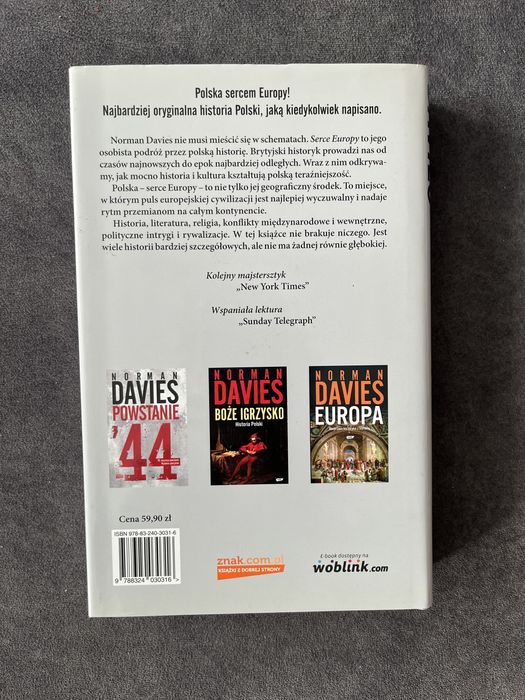 Polska sercem Europy!
Najbardziej oryginalna historia Polski, jaką kiedykolwiek napisano.
Norman Davies nie musi mieścić się w schematach. Serce Europy to jego
osobista podróż przez polską historię. Brytyjski historyk prowadzi nas od
czasów najnowszych do epok najbardziej odległych. Wraz z nim odkrywa-
my, jak mocno historia i kultura kształtują polską teraźniejszość.
Polska – serce Europy – to nie tylko jej geograficzny środek. To miejsce,
w którym puls europejskiej cywilizacji jest najlepiej wyczuwalny i nadaje
rytm przemianom na całym kontynencie.
Historia, literatura, religia, konflikty międzynarodowe i wewnętrzne,
polityczne intrygi i rywalizacje. W tej książce nie brakuje niczego. Jest
wiele historii bardziej szczegółowych, ale nie ma żadnej równie głębokiej.
Kolejny majstersztyk
„New York Times”
Wspaniała lektura
„Sunday Telegraph”
NORMAN
DAVIES
POWSTANIE
'44
NORMAN
DAVIES
BOŻE IGRZYSKO
Historia Polski
NORMAN
DAVIES
EUROPA
Cena 59,90 zł
ISBN 978-83-240-3031-6
9 788324 030316 >
znak.com.pl
KSIĄŻKI Z DOBREJ STRONY
E-book dostępny na
woblink.com